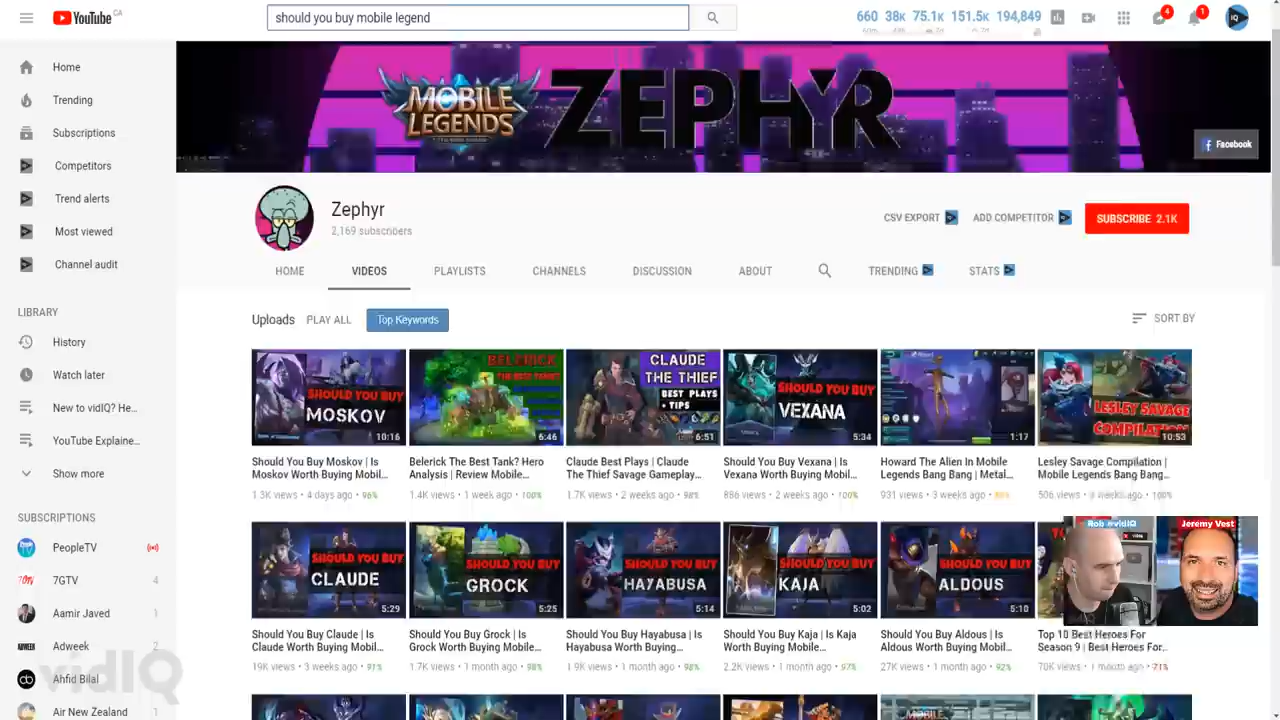 YouTube CA
should you buy mobile legend
660 38K 75.1K 151.5K 194,849
4
1
IQ
Home
Trending
Subscriptions
Competitors
Trend alerts
Most viewed
Channel audit
LIBRARY
History
Watch later
New to vidIQ? He...
YouTube Explaine...
Show more
SUBSCRIPTIONS
PeopleTV
7GTV 4
Aamir Javed 1
Adweek 2
Ahfid Bilal
Air New Zealand 1
vidIQ
MOBILE LEGENDS ZEPHYR
Facebook
Zephyr
2,169 subscribers
CSV EXPORT ADD COMPETITOR SUBSCRIBE 2.1K
HOME VIDEOS PLAYLISTS CHANNELS DISCUSSION ABOUT TRENDING STATS
Uploads PLAY ALL Top Keywords SORT BY
SHOULD YOU BUY
MOSKOV
10:16
BELERICK
THE BEST TANK?
6:46
CLAUDE
THE THIEF
BEST PLAYS
+ TIPS
6:51
SHOULD YOU BUY
VEXANA
5:34
1:17
LESLEY SAVAGE
COMPILATION
10:53
Should You Buy Moskov | Is
Moskov Worth Buying Mobil...
1.3K views • 4 days ago • 96%
Belerick The Best Tank? Hero
Analysis | Review Mobile...
1.4K views • 1 week ago • 100%
Claude Best Plays | Claude
The Thief Savage Gameplay...
1.7K views • 2 weeks ago • 98%
Should You Buy Vexana | Is
Vexana Worth Buying Mobil...
886 views • 2 weeks ago • 100%
Howard The Alien In Mobile
Legends Bang Bang | Metal...
931 views • 3 weeks ago
Lesley Savage Compilation |
Mobile Legends Bang Bang...
506 views • weeks ago • 100%
SHOULD YOU BUY
CLAUDE
5:29
SHOULD YOU BUY
GROCK
5:25
SHOULD YOU BUY
HAYABUSA
5:14
SHOULD YOU BUY
KAJA
5:02
SHOULD YOU BUY
ALDOUS
5:10
Rob @vidIQ
Jeremy Vest
Should You Buy Claude | Is
Claude Worth Buying Mobil...
19K views • 3 weeks ago • 91%
Should You Buy Grock | Is
Grock Worth Buying Mobile...
1.7K views • 1 month ago • 98%
Should You Buy Hayabusa | Is
Hayabusa Worth Buying...
1.9K views • 1 month ago • 98%
Should You Buy Kaja | Is Kaja
Worth Buying Mobile...
2.2K views • 1 month ago • 97%
Should You Buy Aldous | Is
Aldous Worth Buying Mobil...
27K views • 1 month ago • 92%
Top 10 Best Heroes For
Season 9 | Best Heroes For...
70K views • 1 month ago • 71%
MOBILE